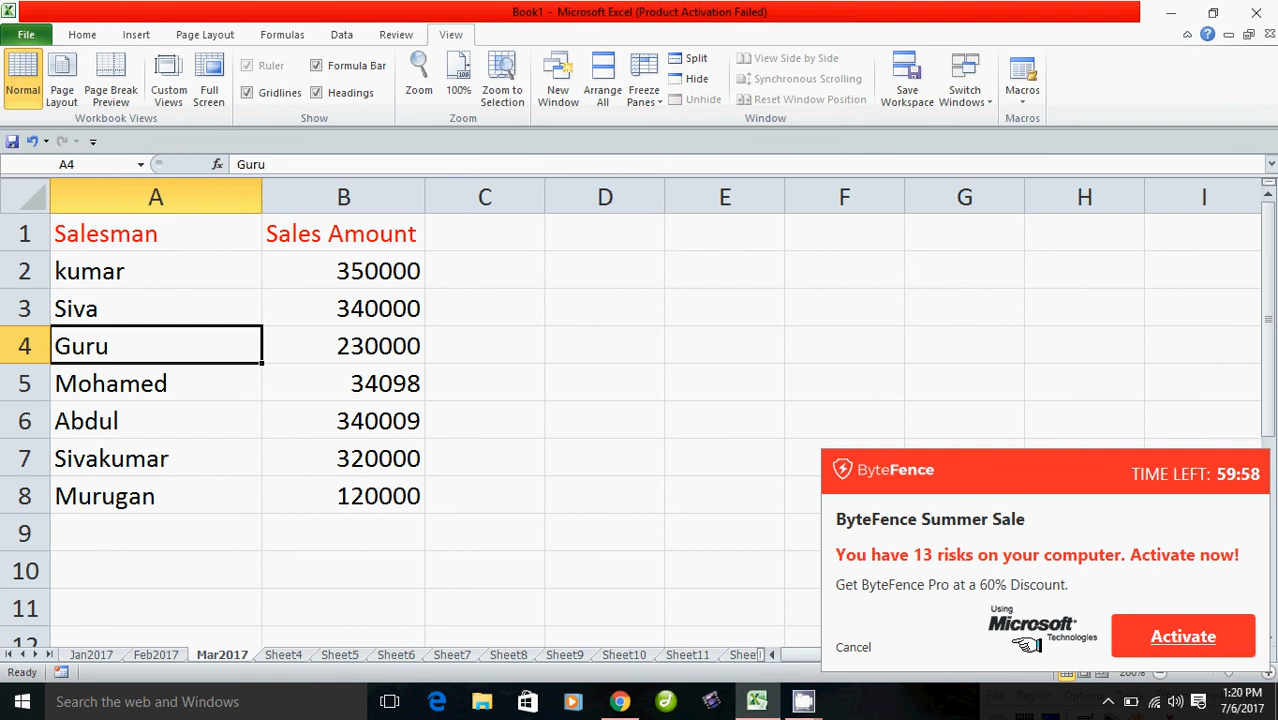 Book1 - Microsoft Excel (Product Activation Failed)
File Home Insert Page Layout Formulas Data Review View
Normal
Page Layout
Page Break Preview
Custom Views
Full Screen
Ruler
Formula Bar
Gridlines
Headings
Zoom
100%
Zoom to Selection
New Window
Arrange All
Freeze Panes
Split
Hide
Unhide
View Side by Side
Synchronous Scrolling
Reset Window Position
Save Workspace
Switch Windows
Macros
Workbook Views Show Zoom Window Macros
A4 fx Guru
A B C D E F G H I
1 Salesman Sales Amount
2 kumar 350000
3 Siva 340000
4 Guru 230000
5 Mohamed 34098
6 Abdul 340009
7 Sivakumar 320000
8 Murugan 120000
9
10
11
12
ByteFence TIME LEFT: 59:58
ByteFence Summer Sale
You have 13 risks on your computer. Activate now!
Get ByteFence Pro at a 60% Discount.
Using
Microsoft
Technologies
Cancel
Activate
Jan2017 Feb2017 Mar2017 Sheet4 Sheet5 Sheet6 Sheet7 Sheet8 Sheet9 Sheet10 Sheet11
Ready 200%
Search the web and Windows
File Region Options
1:20 PM
7/6/2017